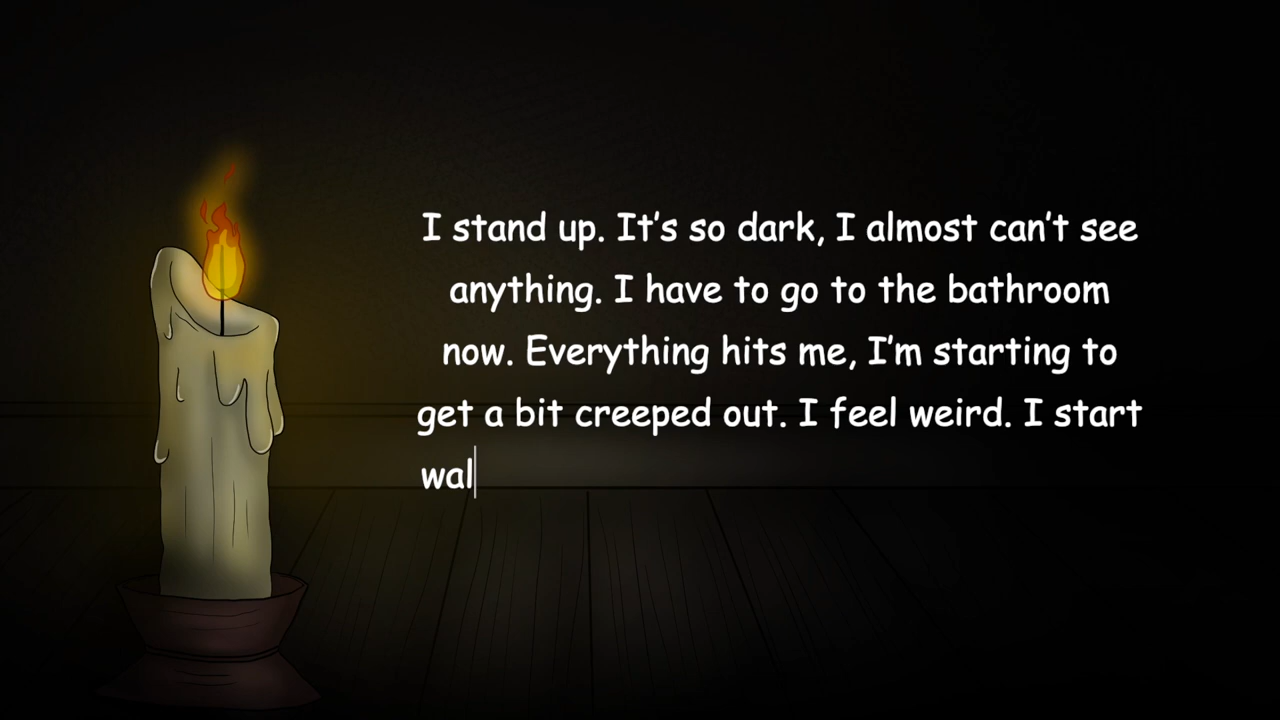 I stand up. It's so dark, I almost can't see
anything. I have to go to the bathroom
now. Everything hits me, I'm starting to
get a bit creeped out. I feel weird. I start
wal